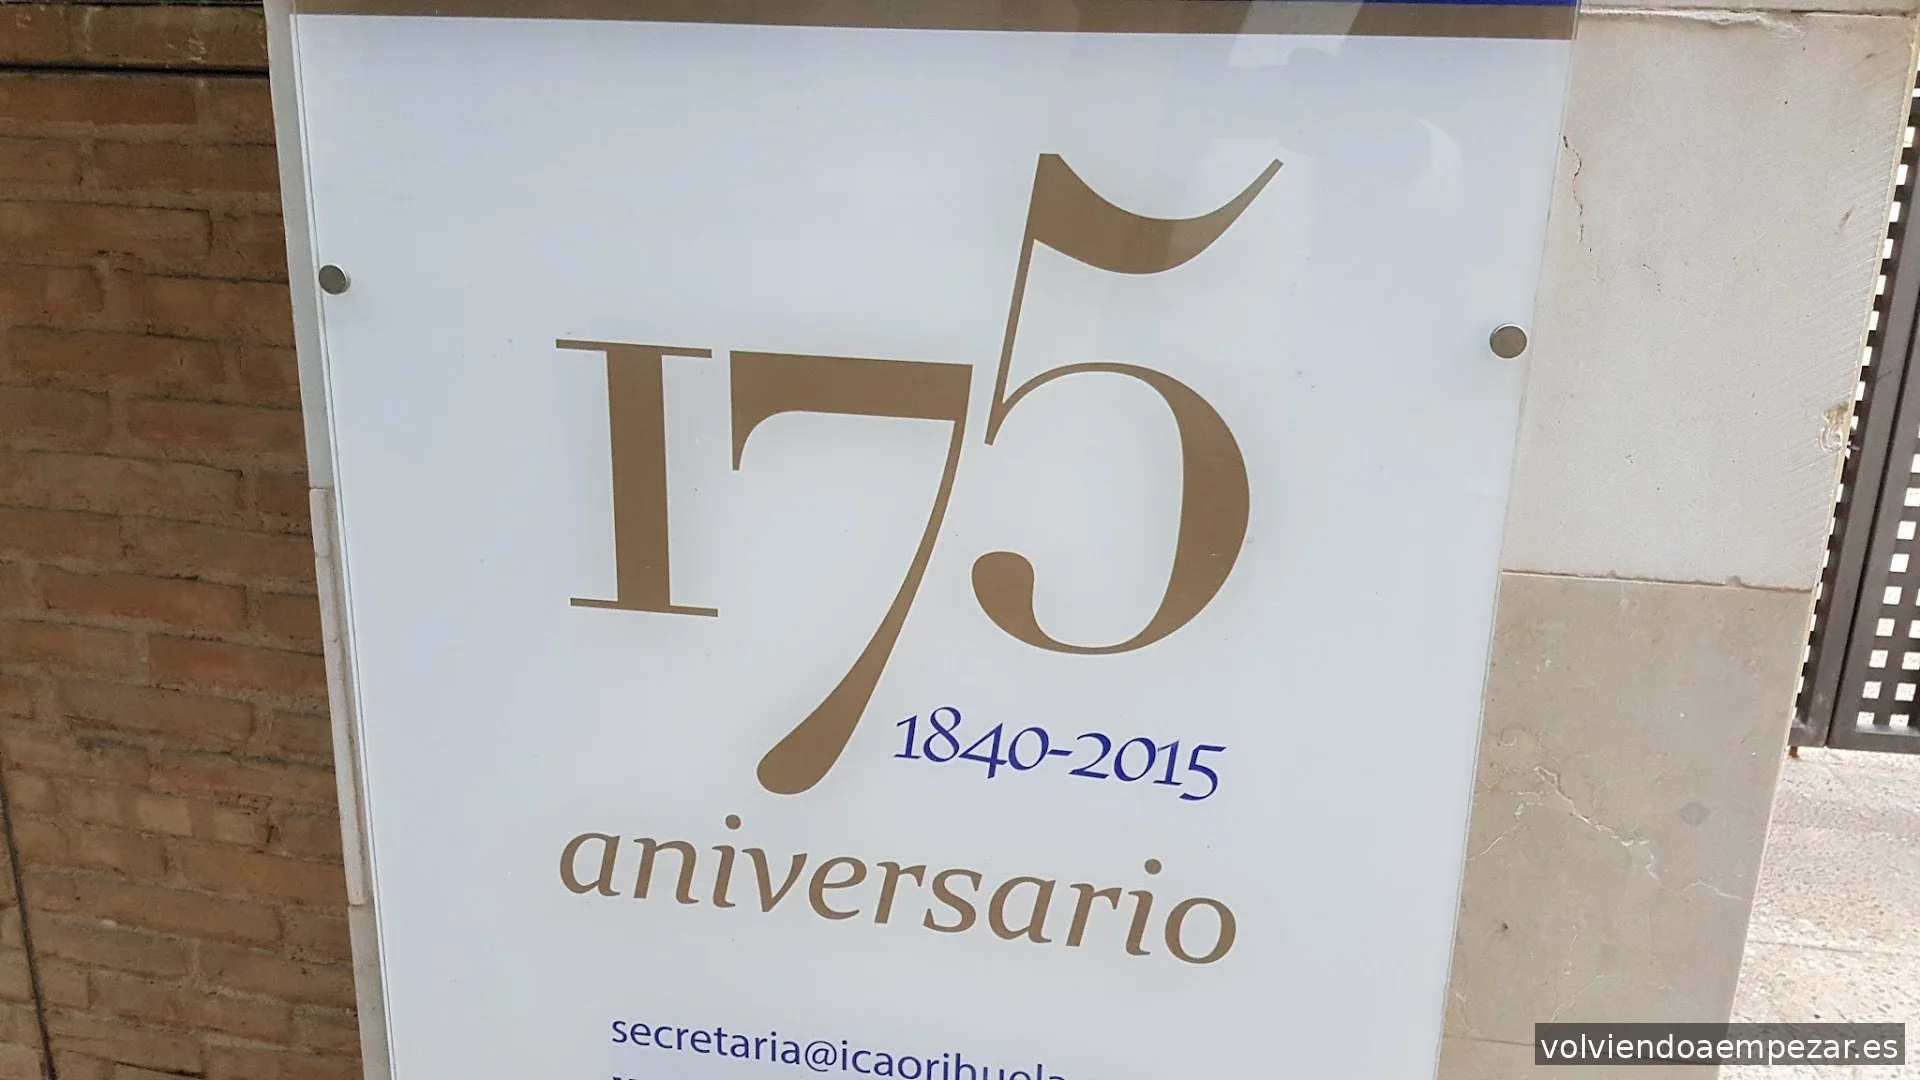 175
1840-2015
aniversario
secretaria@icaorihuela
volviendoaempezar.es